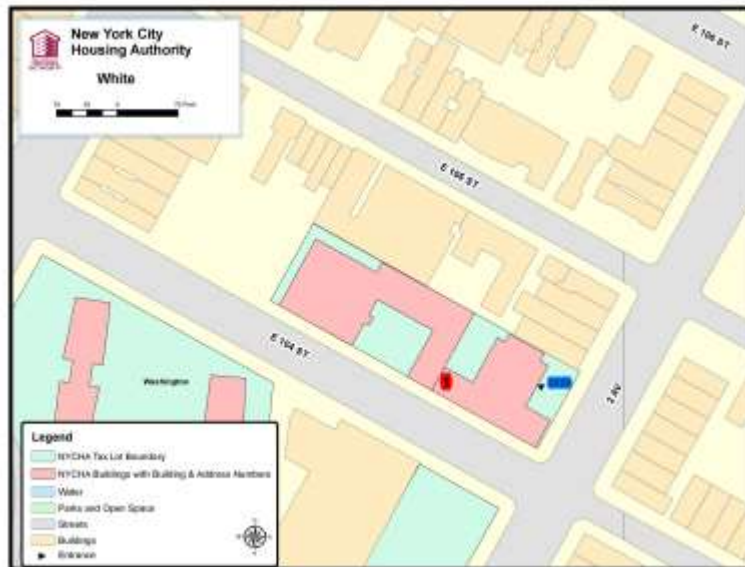 New York City
Housing Authority
White
E 106 ST
E 105 ST
E 104 ST
2 AV
Washington
Legend
NYCHA Tax Lot Boundary
NYCHA Buildings with Building & Address Numbers
Water
Parks and Open Space
Streets
Buildings
Entrance